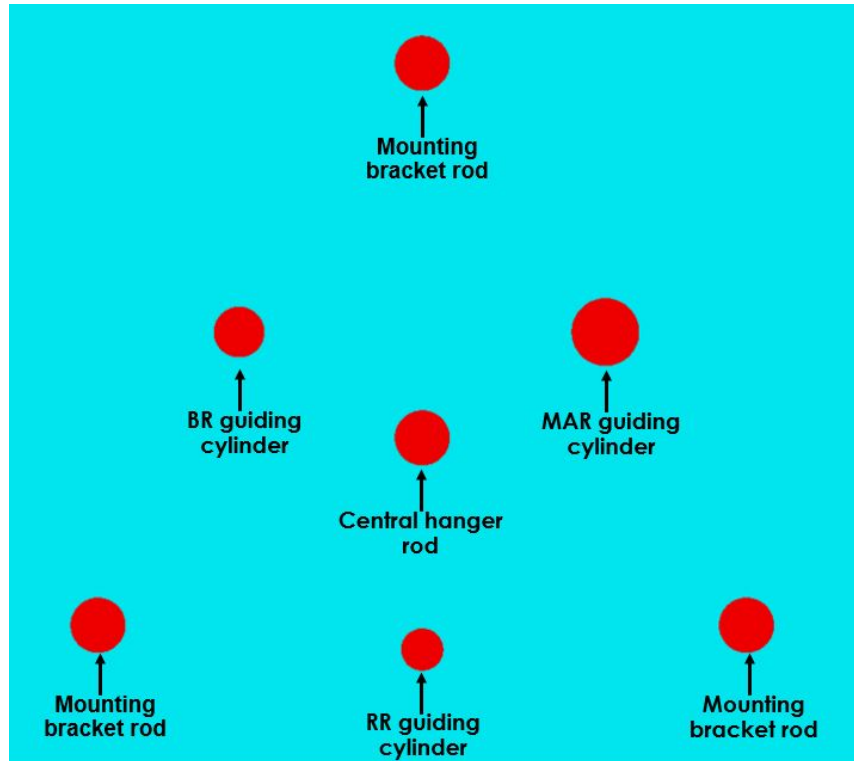 Mounting
bracket rod
BR guiding
cylinder
MAR guiding
cylinder
Central hanger
rod
Mounting
bracket rod
RR guiding
cylinder
Mounting
bracket rod